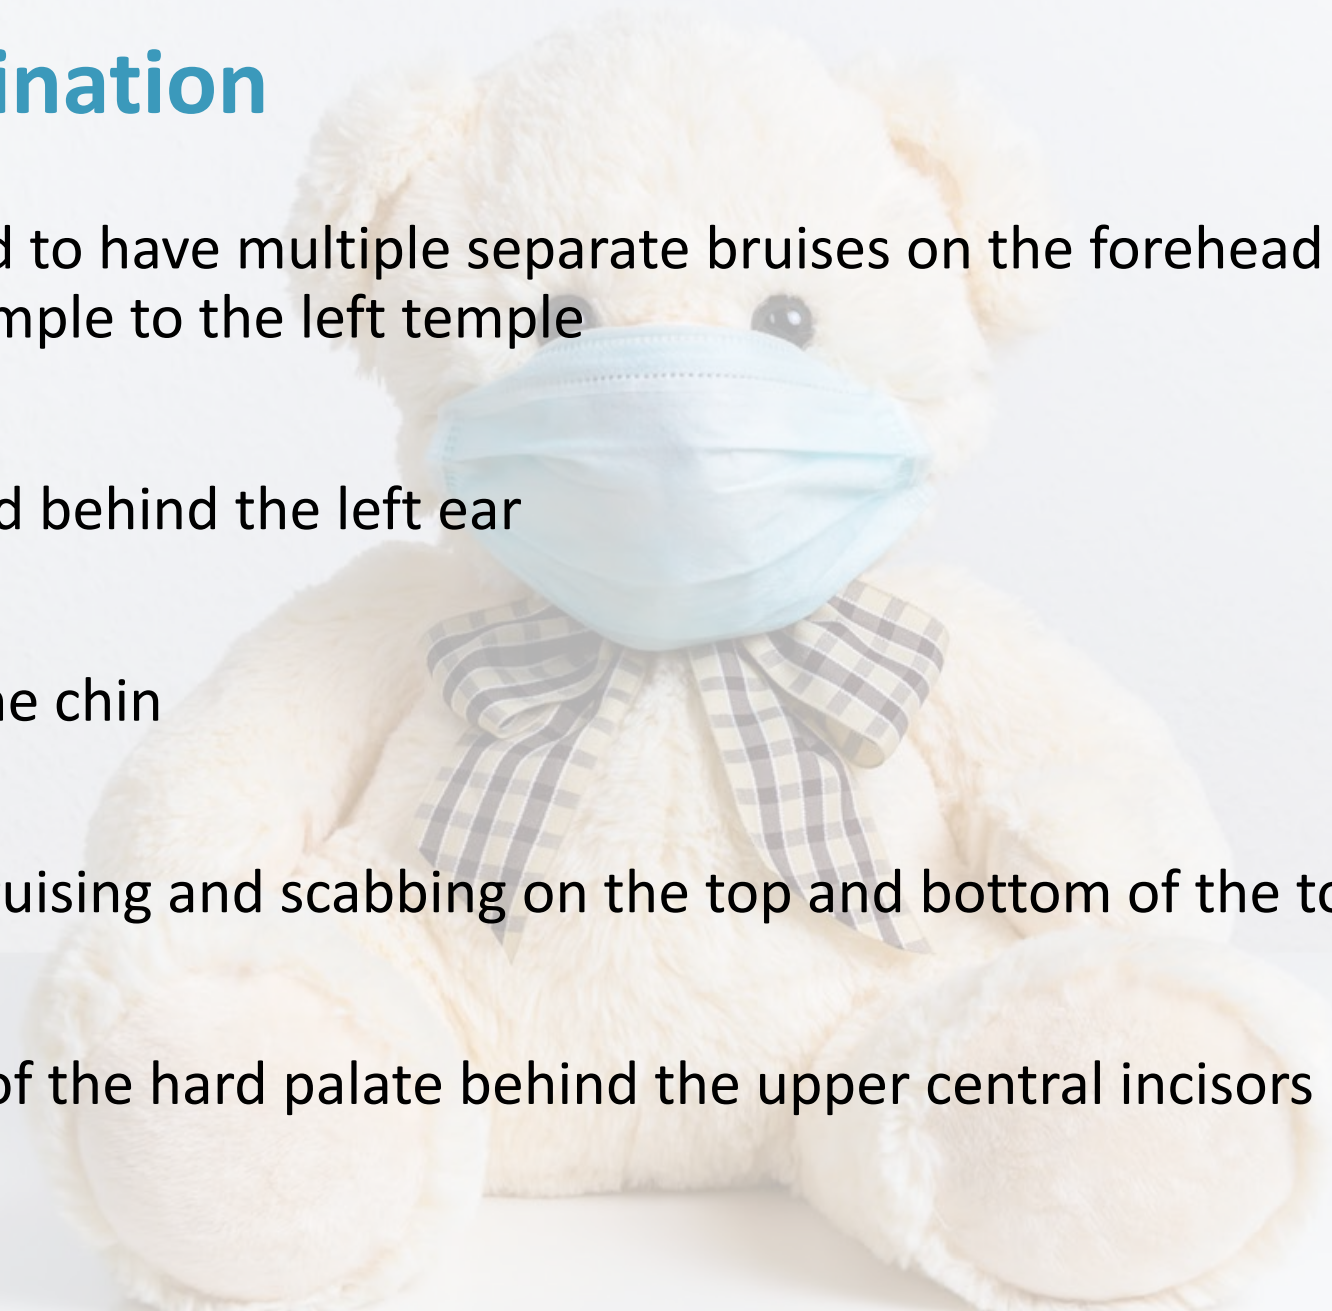 ination
d to have multiple separate bruises on the forehead
mple to the left temple
d behind the left ear
he chin
uising and scabbing on the top and bottom of the to
of the hard palate behind the upper central incisors